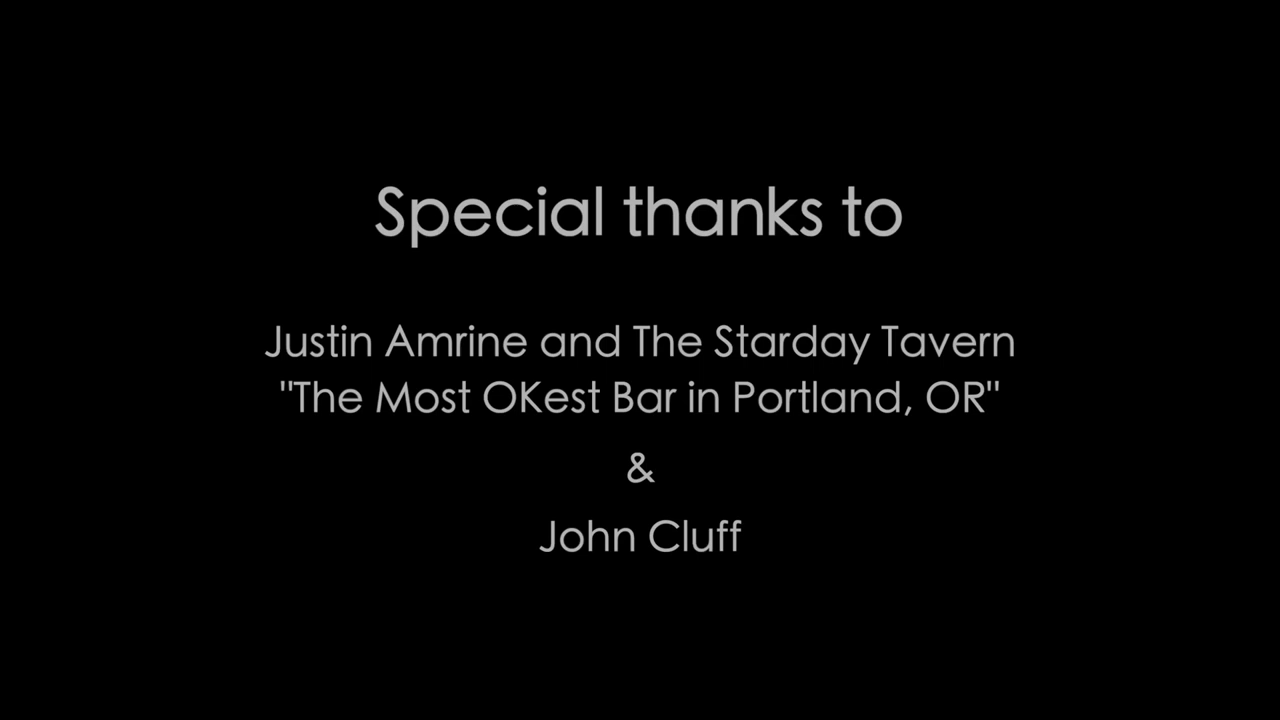 Special thanks to
Justin Amrine and The Starday Tavern
"The Most OKest Bar in Portland, OR"
&
John Cluff